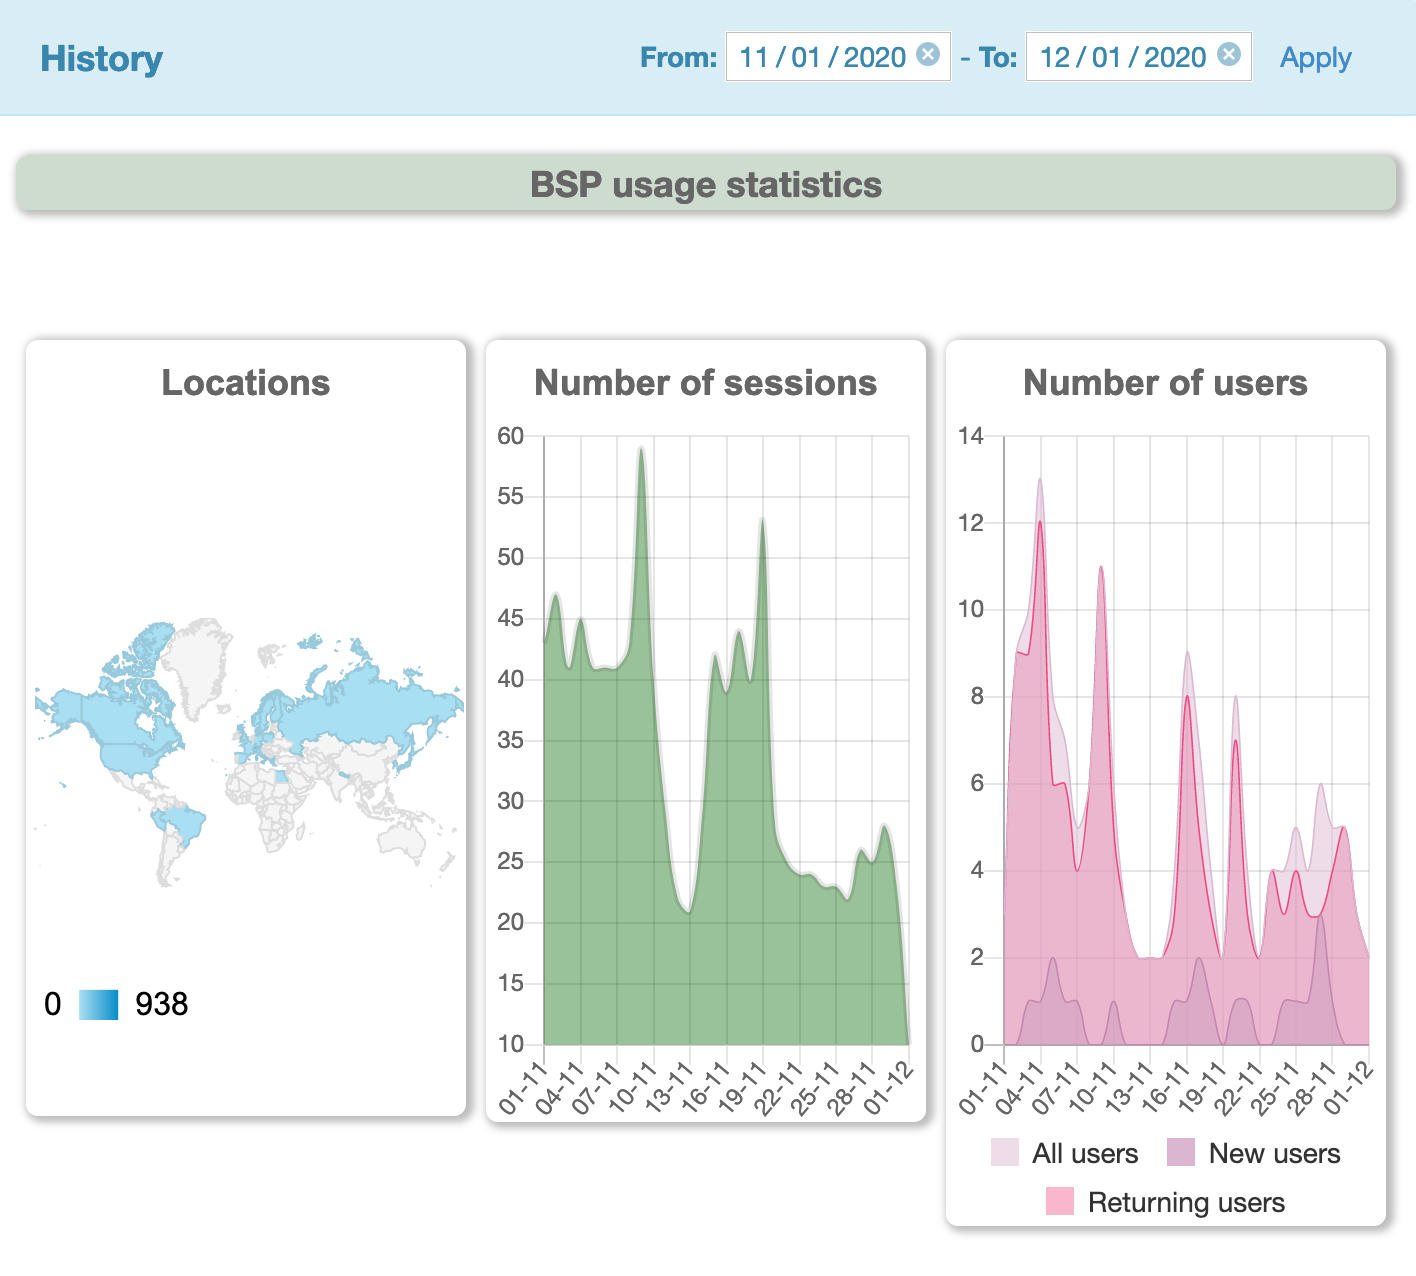 History
From: 11 / 01 / 2020 - To: 12 / 01 / 2020 Apply
BSP usage statistics
Locations
0 938
Number of sessions
60
55
50
45
40
35
30
25
20
15
10
01-11 04-11 07-11 10-11 13-11 16-11 19-11 22-11 25-11 28-11 01-12
Number of users
14
12
10
8
6
4
2
0
01-11 04-11 07-11 10-11 13-11 16-11 19-11 22-11 25-11 28-11 01-12
All users New users
Returning users